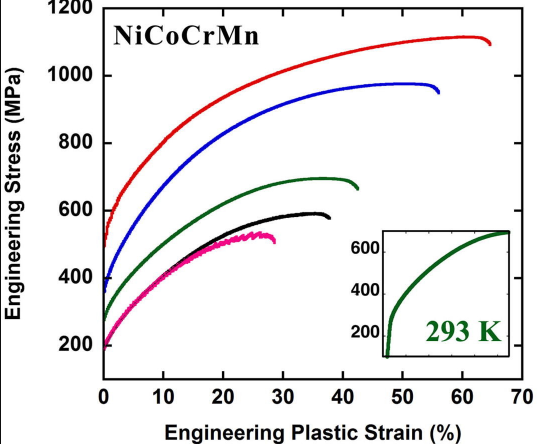 NiCoCrMn
Engineering Stress (MPa)
1200
1000
800
600
400
200
0 10 20 30 40 50 60 70
Engineering Plastic Strain (%)
600
400
200
293 K